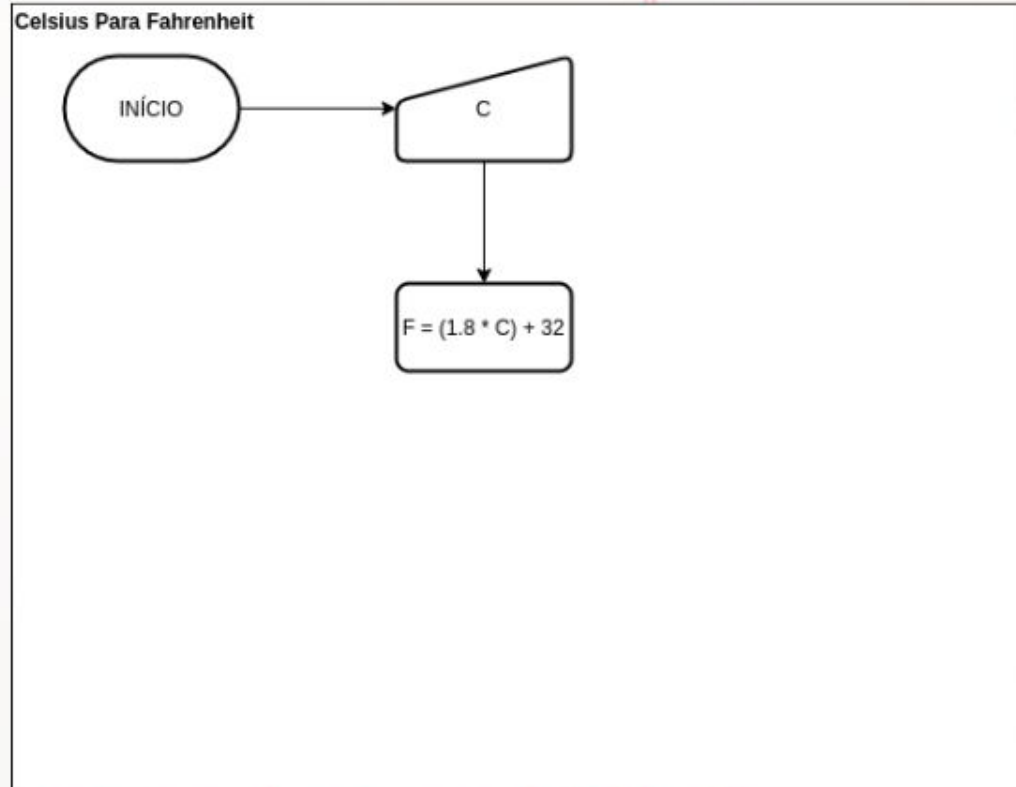 Celsius Para Fahrenheit
INÍCIO
C
F = (1.8 * C) + 32